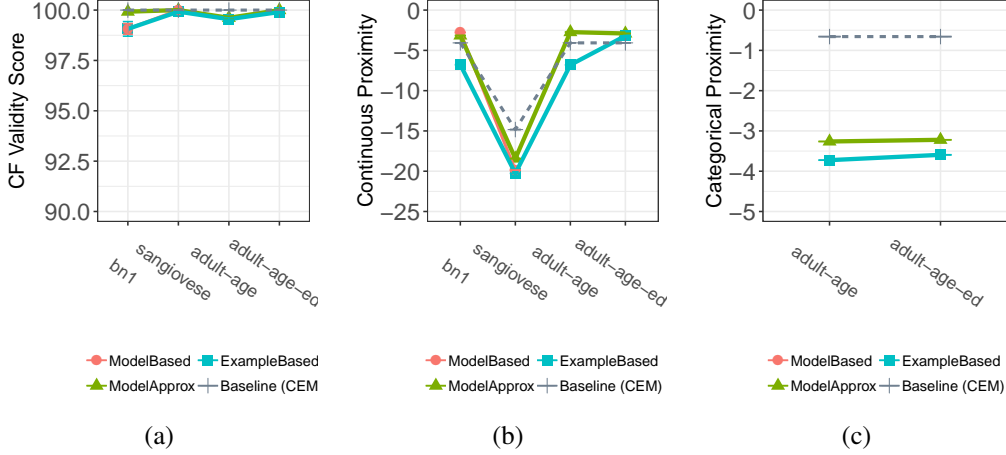 CF Validity Score
100.0
97.5
95.0
92.5
90.0
bn1
sangiovese
adult−age
adult−age−ed
ModelBased
ExampleBased
ModelApprox
Baseline (CEM
(a)
Continuous Proximity
0
−5
−10
−15
−20
−25
bn1
sangiovese
adult−age
adult−age−ed
ModelBased
ExampleBased
ModelApprox
Baseline (CEM)
(b)
Categorical Proximity
0
−1
−2
−3
−4
−5
adult−age
adult−age−ed
ModelBased
ExampleBased
ModelApprox
Baseline (CEM)
(c)